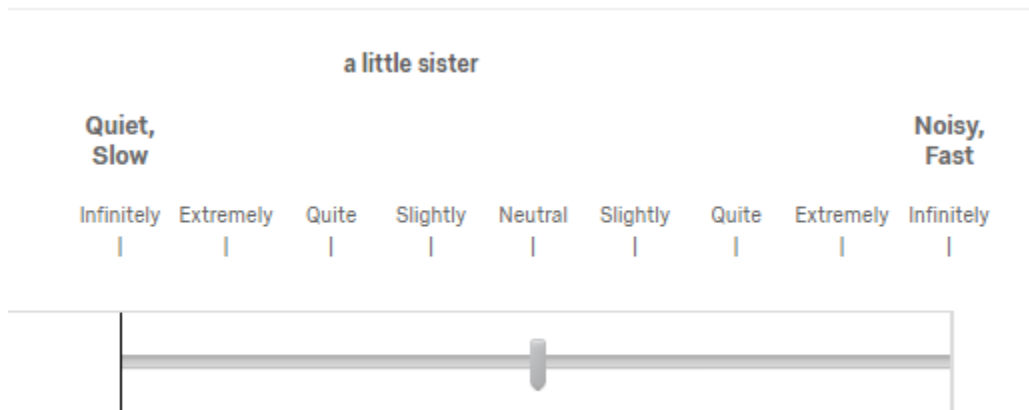 a little sister
Quiet,
Slow
Noisy,
Fast
Infinitely Extremely Quite Slightly Neutral Slightly Quite Extremely Infinitely